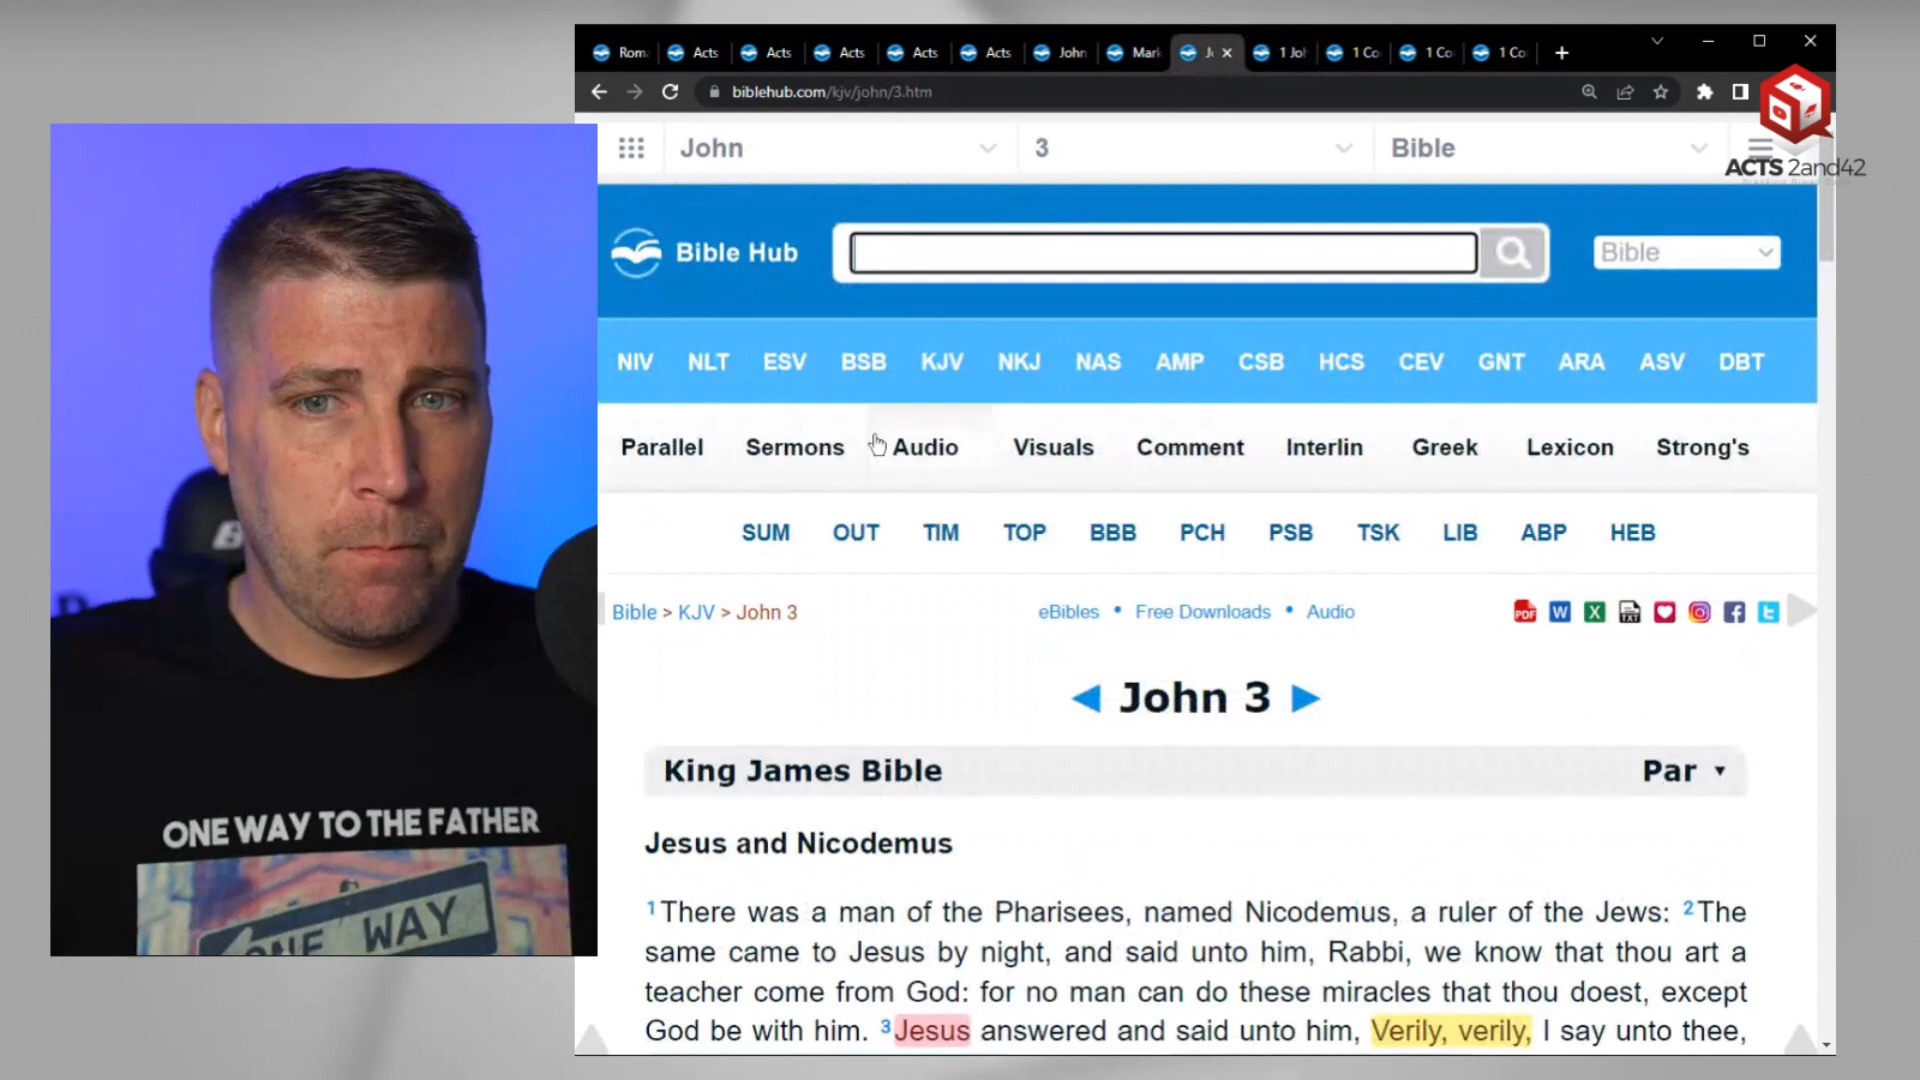 Rom
Acts
Acts
Acts
Acts
Acts
John
Mark
1 Co
1 Co
1 Co
biblehub.com/kjv/john/3.htm
ACTS 2and42
John
3
Bible
Bible Hub
Bible
NIV NLT ESV BSB KJV NKJ NAS AMP CSB HCS CEV GNT ARA ASV DBT
Parallel Sermons Audio Visuals Comment Interlin Greek Lexicon Strong's
SUM OUT TIM TOP BBB PCH PSB TSK LIB ABP HEB
Bible > KJV > John 3
eBibles • Free Downloads • Audio
PDF W X TXT
◄ John 3 ►
King James Bible
Par ▾
Jesus and Nicodemus
1There was a man of the Pharisees, named Nicodemus, a ruler of the Jews: 2The
same came to Jesus by night, and said unto him, Rabbi, we know that thou art a
teacher come from God: for no man can do these miracles that thou doest, except
God be with him. 3Jesus answered and said unto him, Verily, verily, I say unto thee,
ONE WAY TO THE FATHER
ONE WAY